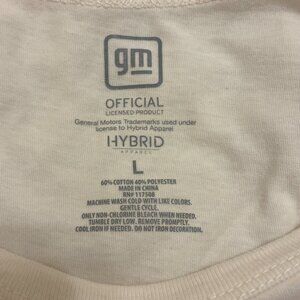 gm
OFFICIAL
LICENSED PRODUCT
General Motors Trademarks used under
license to Hybrid Apparel
HYBRID
APPAREL
L
60% COTTON 40% POLYESTER
MADE IN CHINA
RN# 117508
MACHINE WASH COLD WITH LIKE COLORS.
GENTLE CYCLE.
ONLY NON-CHLORINE BLEACH WHEN NEEDED.
TUMBLE DRY LOW. REMOVE PROMPTLY.
COOL IRON IF NEEDED. DO NOT IRON DECORATION.